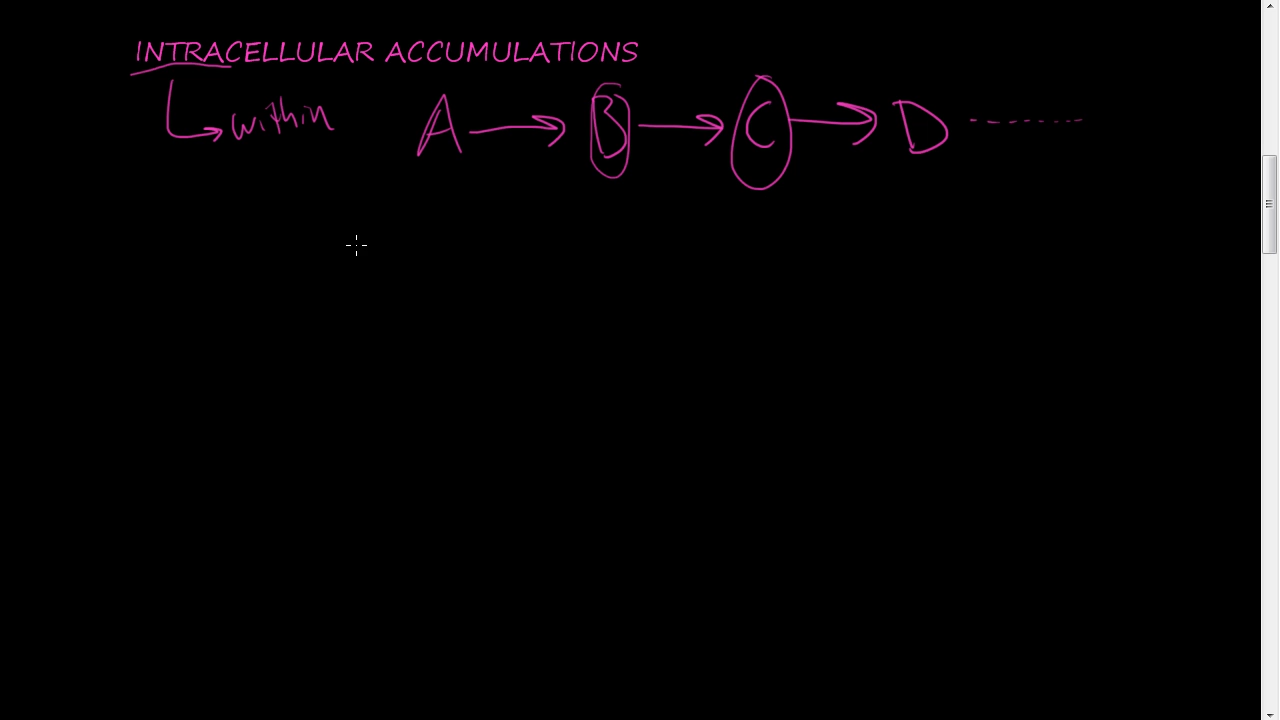 INTRACELLULAR ACCUMULATIONS
within A → B → C → D